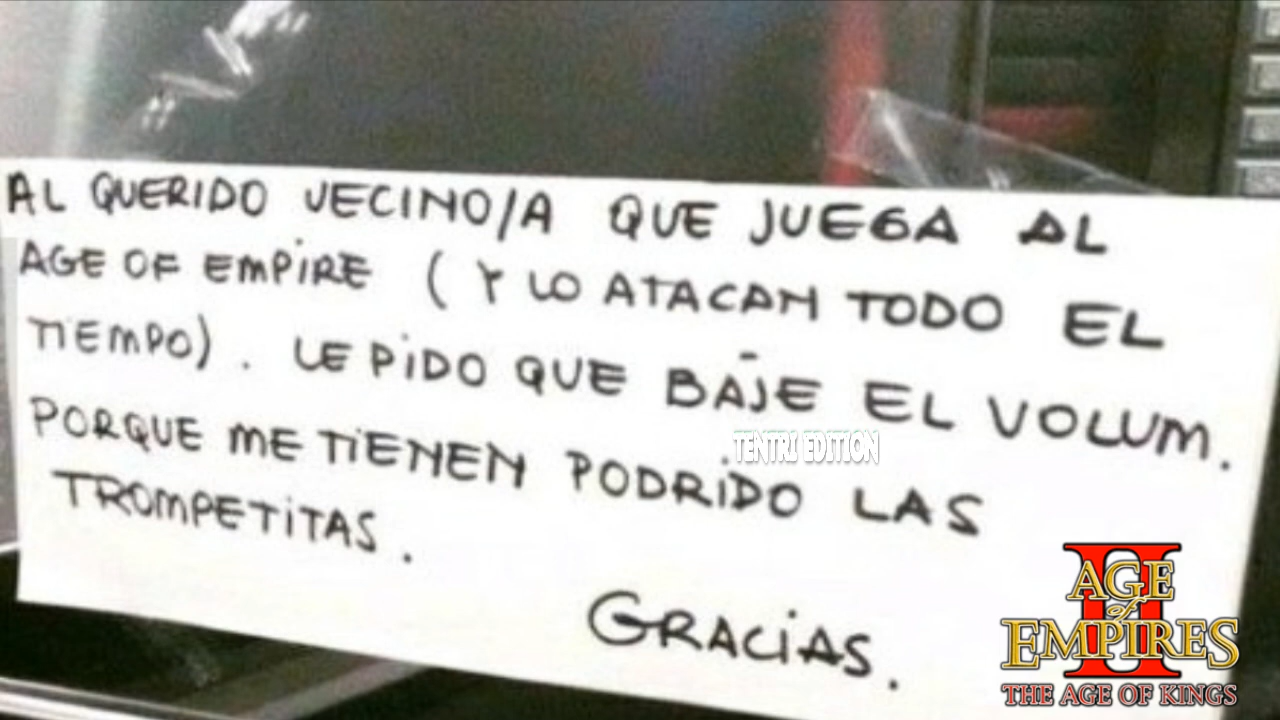 AL QUERIDO VECINO/A QUE JUEGA AL
AGE OF EMPIRE (Y LO ATACAN TODO EL
TIEMPO). LE PIDO QUE BAJE EL VOLUM.
PORQUE ME TIENEN PODRIDO LAS
TROMPETITAS.
GRACIAS.
TENTRI EDITION
II
AGE
of
EMPIRES
THE AGE OF KINGS